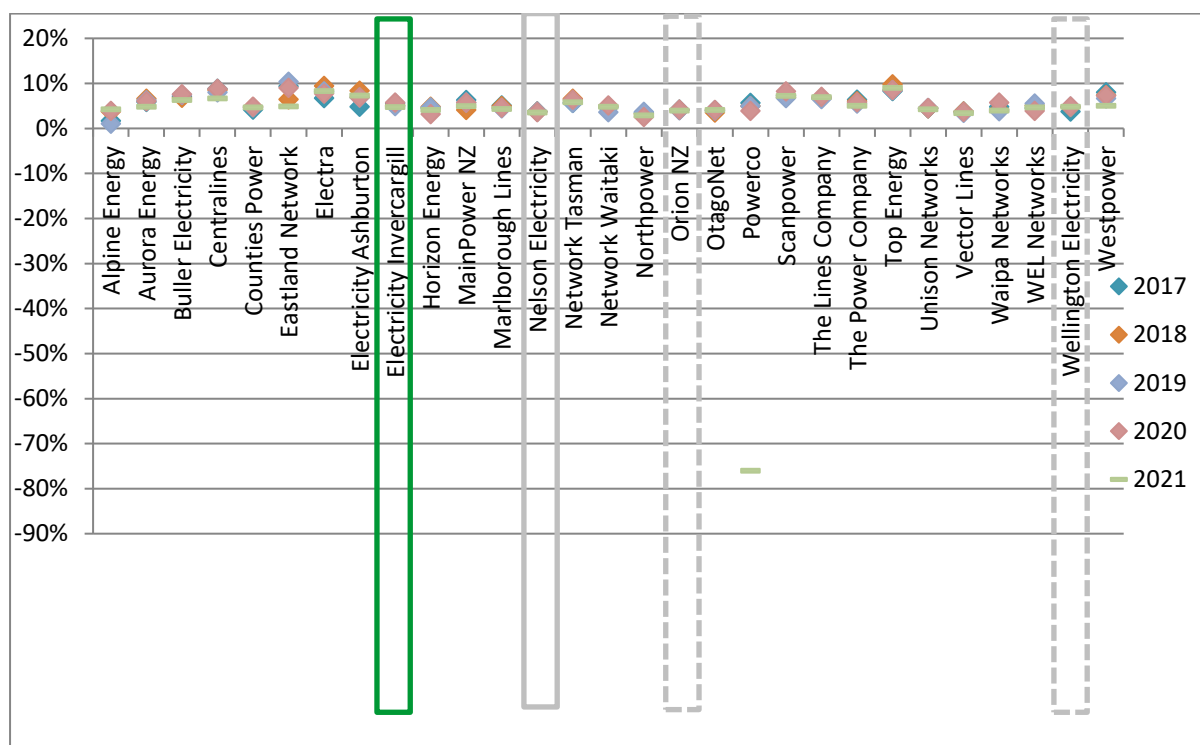 20%
10%
0%
-10%
-20%
-30%
-40%
-50%
-60%
-70%
-80%
-90%
Alpine Energy
Aurora Energy
Buller Electricity
Centralines
Counties Power
Eastland Network
Electra
Electricity Ashburton
Electricity Invercargill
Horizon Energy
MainPower NZ
Marlborough Lines
Nelson Electricity
Network Tasman
Network Waitaki
Northpower
Orion NZ
OtagoNet
Powerco
Scanpower
The Lines Company
The Power Company
Top Energy
Unison Networks
Vector Lines
Waipa Networks
WEL Networks
Wellington Electricity
Westpower
2017
2018
2019
2020
2021